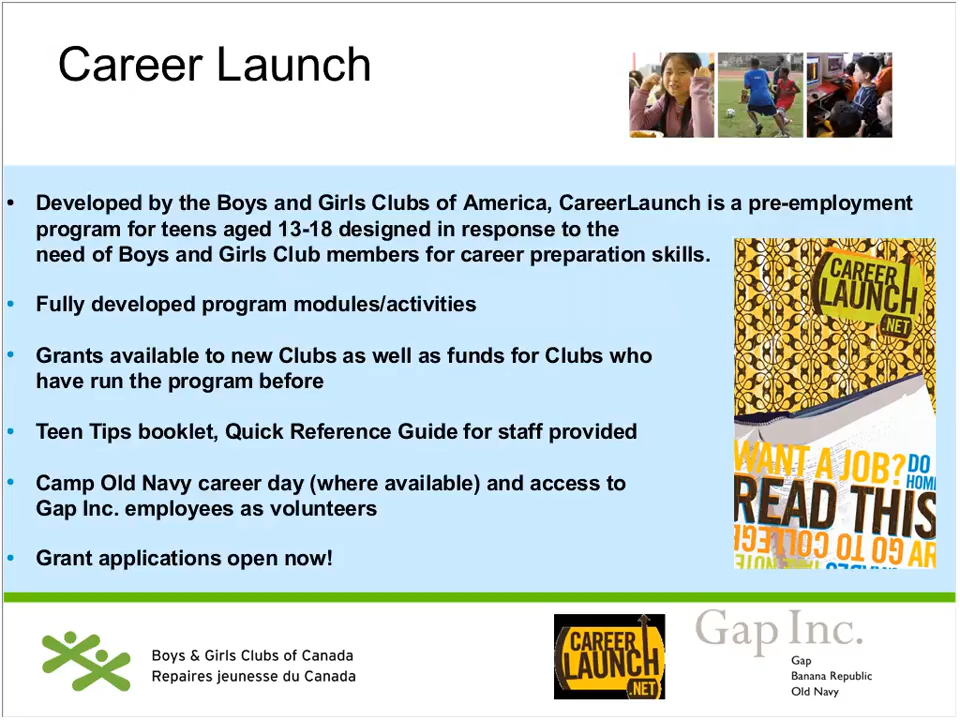 Career Launch
• Developed by the Boys and Girls Clubs of America, CareerLaunch is a pre-employment
program for teens aged 13-18 designed in response to the
need of Boys and Girls Club members for career preparation skills.
• Fully developed program modules/activities
• Grants available to new Clubs as well as funds for Clubs who
have run the program before
• Teen Tips booklet, Quick Reference Guide for staff provided
• Camp Old Navy career day (where available) and access to
Gap Inc. employees as volunteers
• Grant applications open now!
CAREER
LAUNCH
.NET
WANT A JOB? DO
READ THIS
GO TO COLLEGE
Boys & Girls Clubs of Canada
Repaires jeunesse du Canada
CAREER
LAUNCH
.NET
Gap Inc.
Gap
Banana Republic
Old Navy